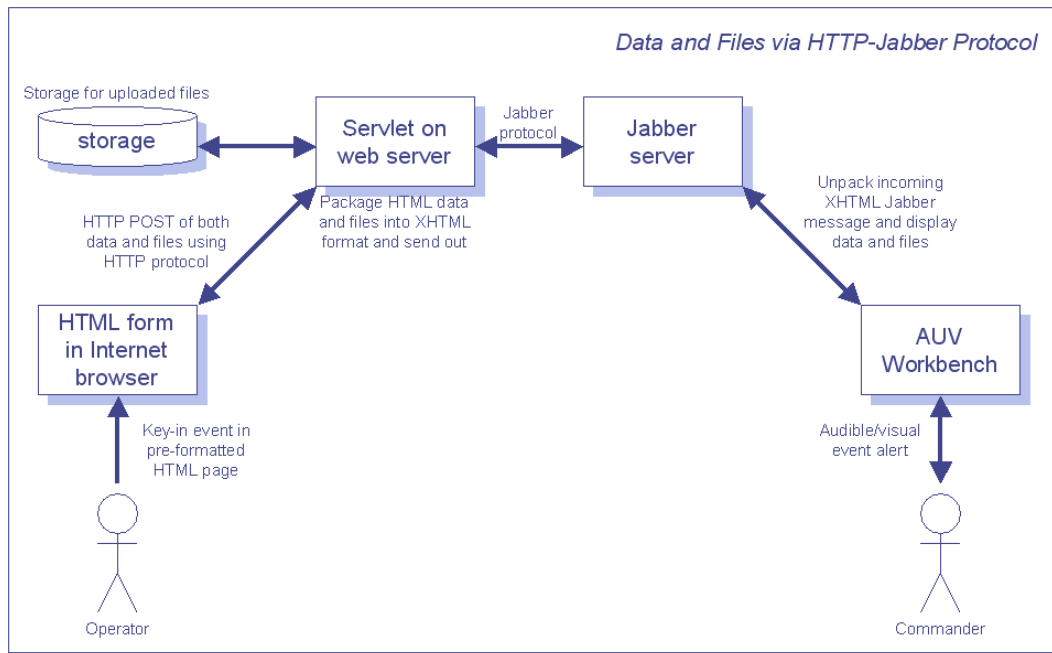 Data and Files via HTTP-Jabber Protocol
Storage for uploaded files
storage
Servlet on
web server
Jabber
protocol
Jabber
server
Package HTML data
and files into XHTML
format and send out
Unpack incoming
XHTML Jabber
message and display
data and files
HTTP POST of both
data and files using
HTTP protocol
HTML form
in Internet
browser
AUV
Workbench
Key-in event in
pre-formatted
HTML page
Audible/visual
event alert
Operator
Commander